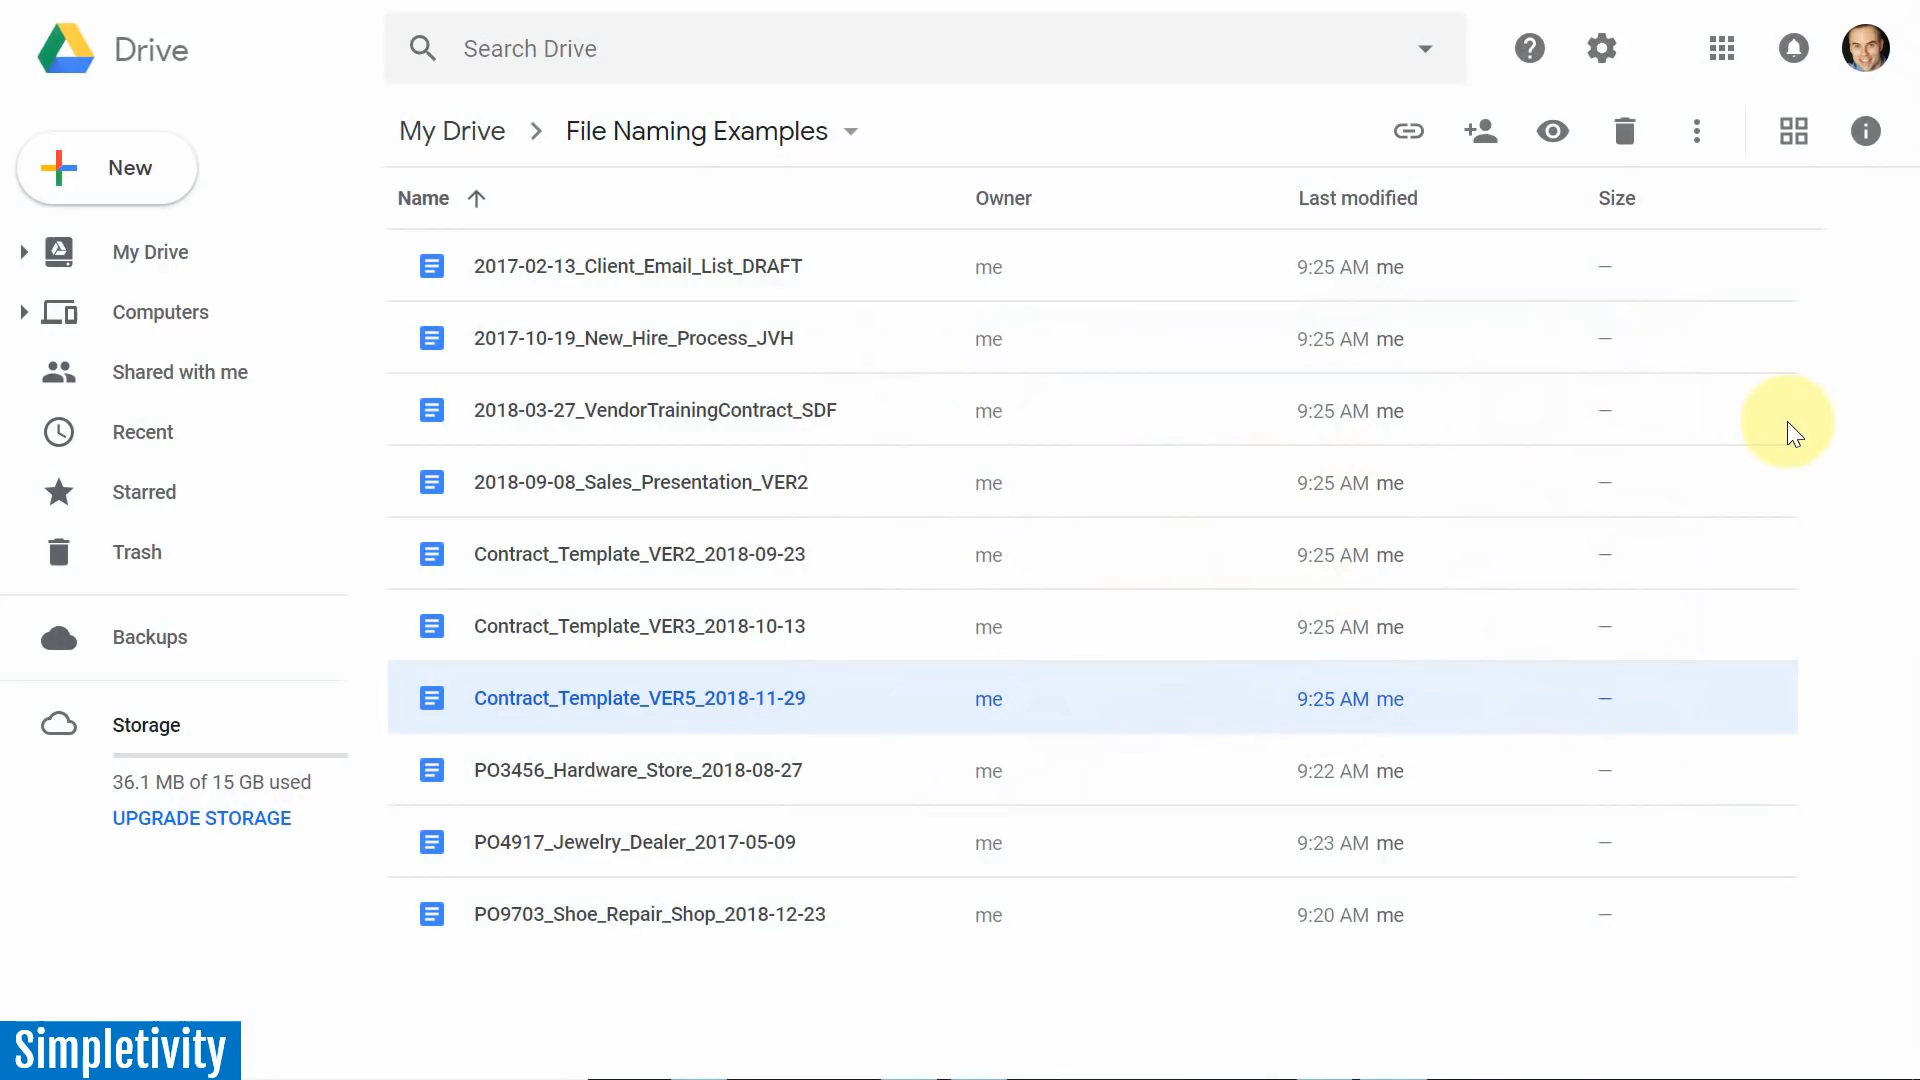 Drive
Search Drive
My Drive
File Naming Examples
New
Name
Owner
Last modified
Size
My Drive
Computers
Shared with me
Recent
Starred
Trash
Backups
Storage
36.1 MB of 15 GB used
UPGRADE STORAGE
2017-02-13_Client_Email_List_DRAFT me 9:25 AM me —
2017-10-19_New_Hire_Process_JVH me 9:25 AM me —
2018-03-27_VendorTrainingContract_SDF me 9:25 AM me —
2018-09-08_Sales_Presentation_VER2 me 9:25 AM me —
Contract_Template_VER2_2018-09-23 me 9:25 AM me —
Contract_Template_VER3_2018-10-13 me 9:25 AM me —
Contract_Template_VER5_2018-11-29 me 9:25 AM me —
PO3456_Hardware_Store_2018-08-27 me 9:22 AM me —
PO4917_Jewelry_Dealer_2017-05-09 me 9:23 AM me —
PO9703_Shoe_Repair_Shop_2018-12-23 me 9:20 AM me —
Simpletivity